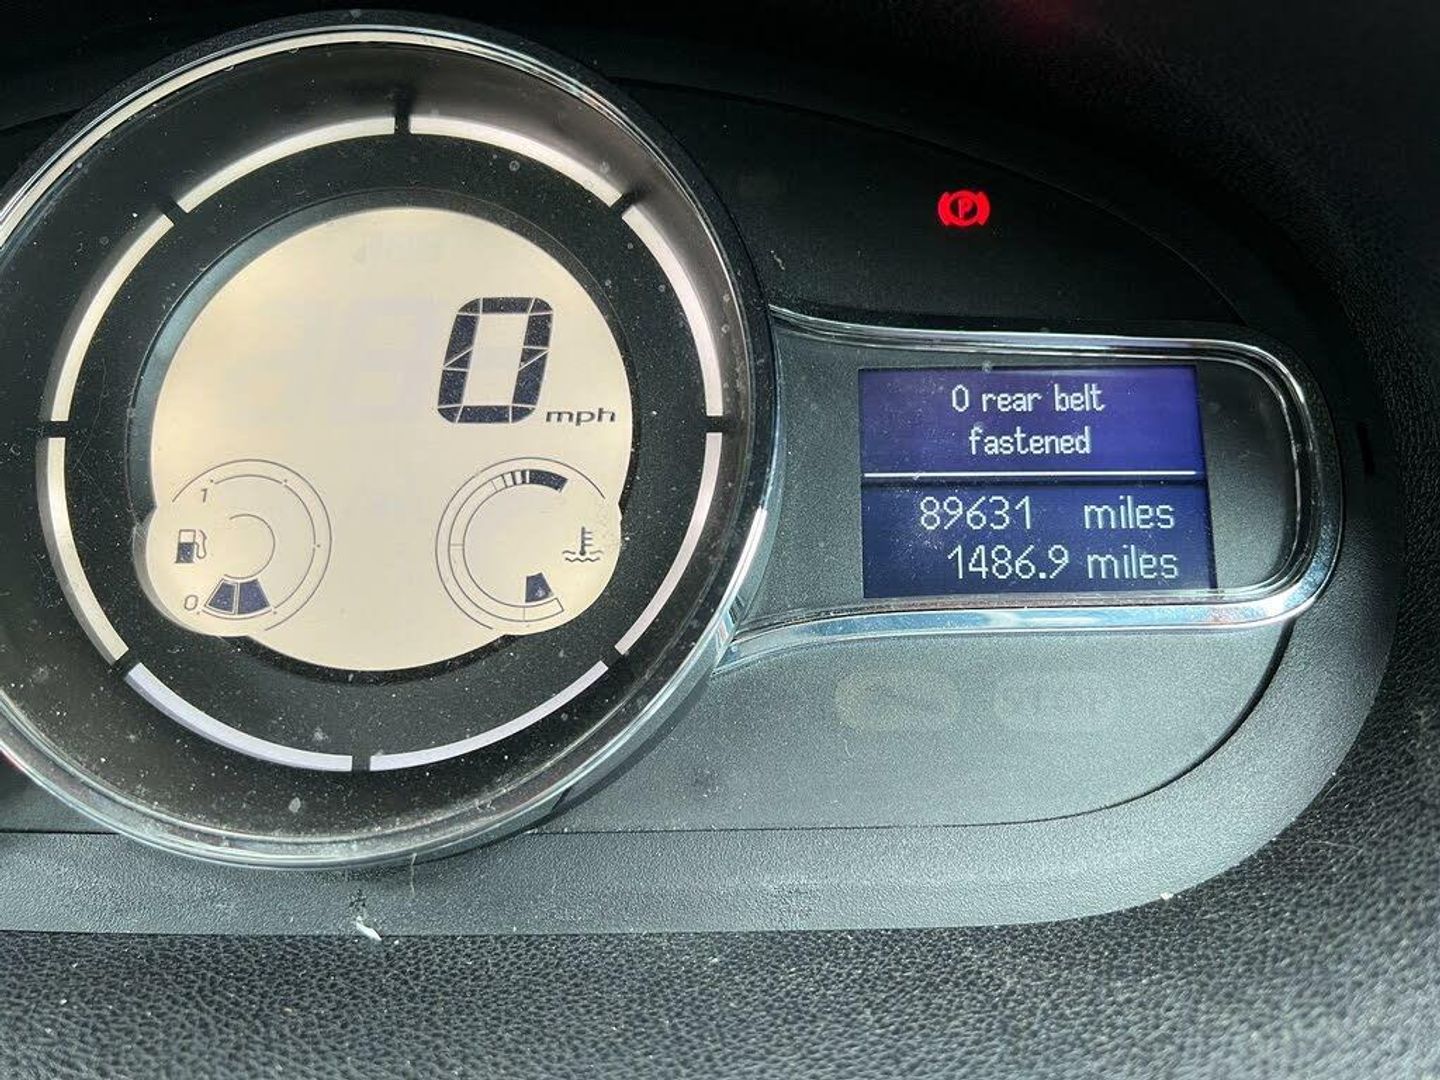 P
0 rear belt
fastened
0 mph
89631 miles
1486.9 miles
1
0